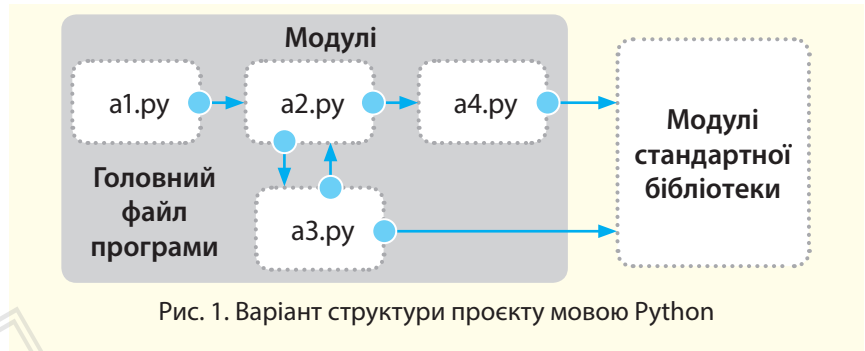 Модулі
a1.py
a2.py
a4.py
Модулі
стандартної
бібліотеки
Головний
файл
програми
a3.py
Рис. 1. Варіант структури проєкту мовою Python